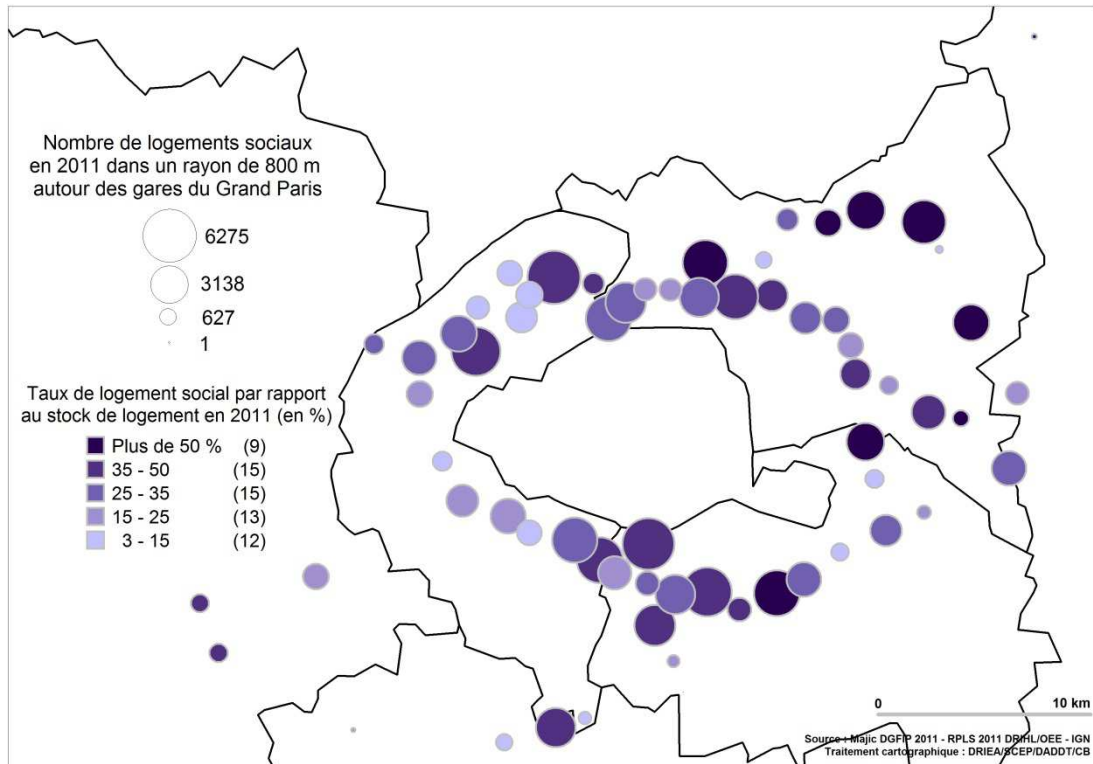 Nombre de logements sociaux
en 2011 dans un rayon de 800 m
autour des gares du Grand Paris
6275
3138
627
1
Taux de logement social par rapport
au stock de logement en 2011 (en %)
Plus de 50 % (9)
35 - 50 (15)
25 - 35 (15)
15 - 25 (13)
3 - 15 (12)
0 10 km
Source : Majic DGFIP 2011 - RPLS 2011 DRIHL/OEE - IGN
Traitement cartographique : DRIEA/SCEP/DADDT/CB